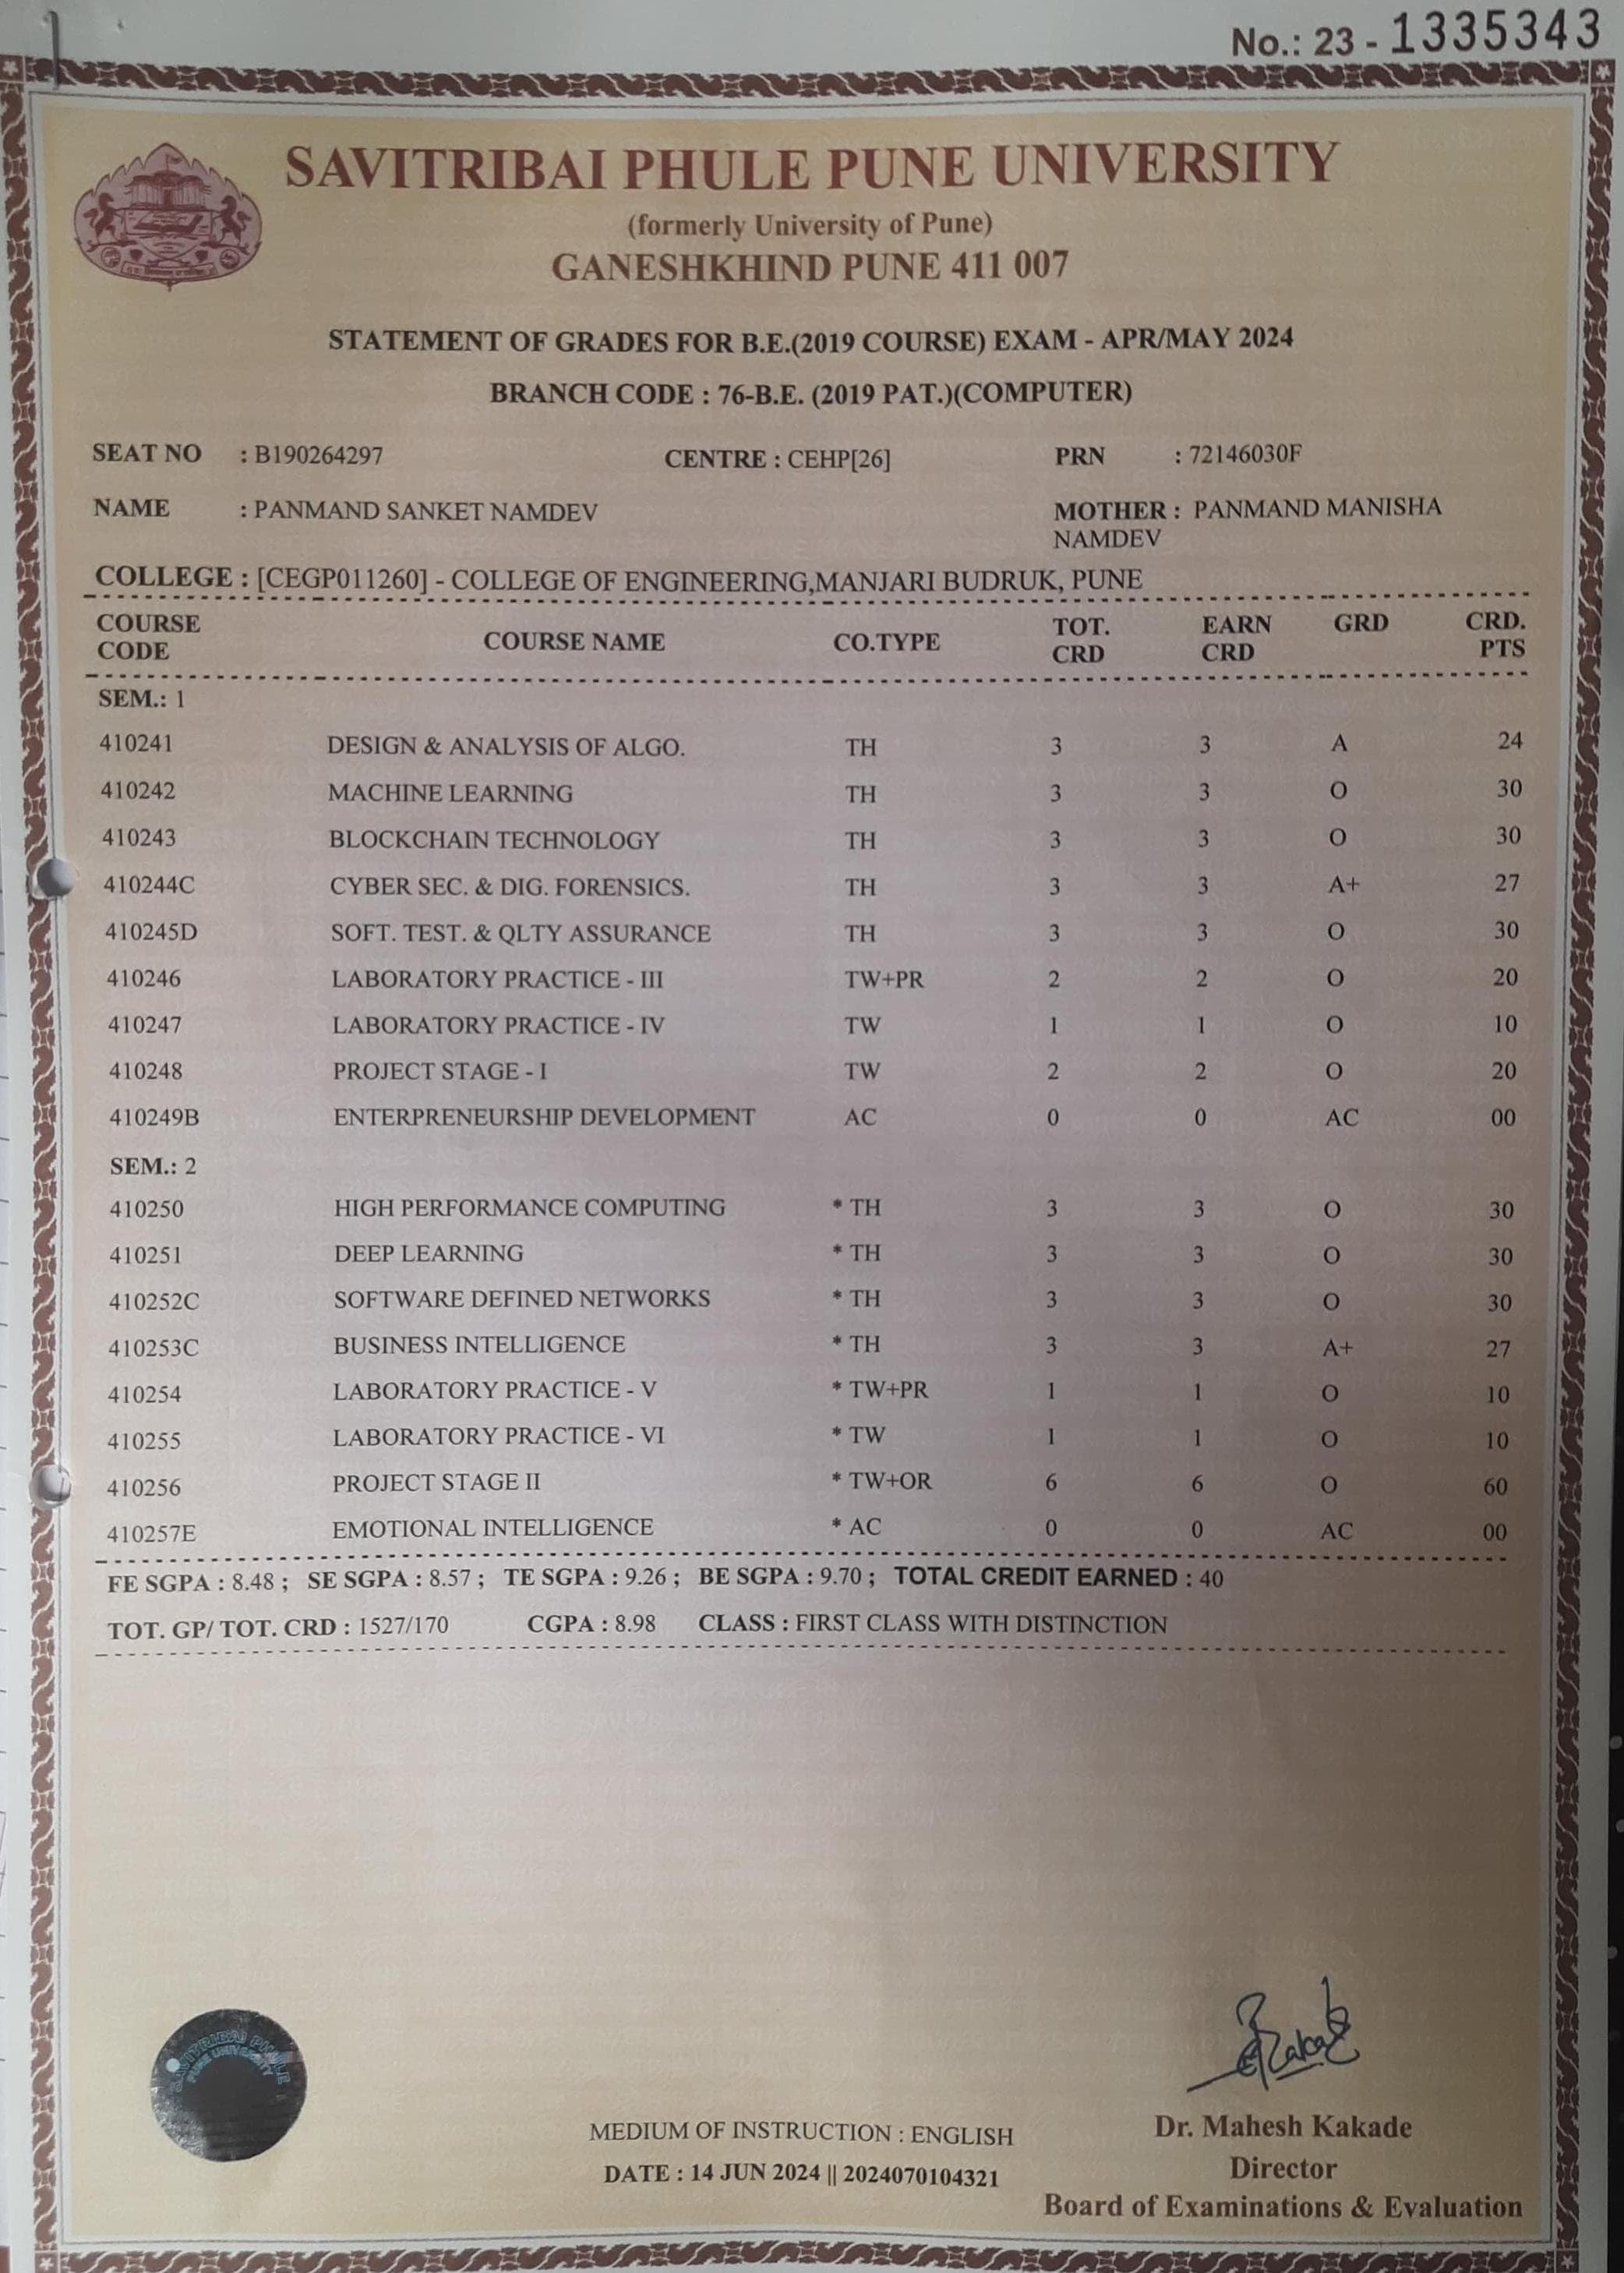 No.: 23 - 1335343
SAVITRIBAI PHULE PUNE UNIVERSITY
(formerly University of Pune)
GANESHKHIND PUNE 411 007
STATEMENT OF GRADES FOR B.E.(2019 COURSE) EXAM - APR/MAY 2024
BRANCH CODE : 76-B.E. (2019 PAT.)(COMPUTER)
SEAT NO : B190264297 CENTRE : CEHP[26] PRN : 72146030F
NAME : PANMAND SANKET NAMDEV MOTHER : PANMAND MANISHA
NAMDEV
COLLEGE : [CEGP011260] - COLLEGE OF ENGINEERING,MANJARI BUDRUK, PUNE
COURSE CODE COURSE NAME CO.TYPE TOT. CRD EARN CRD GRD CRD. PTS
SEM.: 1
410241 DESIGN & ANALYSIS OF ALGO. TH 3 3 A 24
410242 MACHINE LEARNING TH 3 3 O 30
410243 BLOCKCHAIN TECHNOLOGY TH 3 3 O 30
410244C CYBER SEC. & DIG. FORENSICS. TH 3 3 A+ 27
410245D SOFT. TEST. & QLTY ASSURANCE TH 3 3 O 30
410246 LABORATORY PRACTICE - III TW+PR 2 2 O 20
410247 LABORATORY PRACTICE - IV TW 1 1 O 10
410248 PROJECT STAGE - I TW 2 2 O 20
410249B ENTERPRENEURSHIP DEVELOPMENT AC 0 0 AC 00
SEM.: 2
410250 HIGH PERFORMANCE COMPUTING * TH 3 3 O 30
410251 DEEP LEARNING * TH 3 3 O 30
410252C SOFTWARE DEFINED NETWORKS * TH 3 3 O 30
410253C BUSINESS INTELLIGENCE * TH 3 3 A+ 27
410254 LABORATORY PRACTICE - V * TW+PR 1 1 O 10
410255 LABORATORY PRACTICE - VI * TW 1 1 O 10
410256 PROJECT STAGE II * TW+OR 6 6 O 60
410257E EMOTIONAL INTELLIGENCE * AC 0 0 AC 00
FE SGPA : 8.48 ; SE SGPA : 8.57 ; TE SGPA : 9.26 ; BE SGPA : 9.70 ; TOTAL CREDIT EARNED : 40
TOT. GP/ TOT. CRD : 1527/170 CGPA : 8.98 CLASS : FIRST CLASS WITH DISTINCTION
SAVITRIBAI PHULE
PUNE UNIVERSITY
MEDIUM OF INSTRUCTION : ENGLISH
DATE : 14 JUN 2024 || 2024070104321
Dr. Mahesh Kakade
Director
Board of Examinations & Evaluation